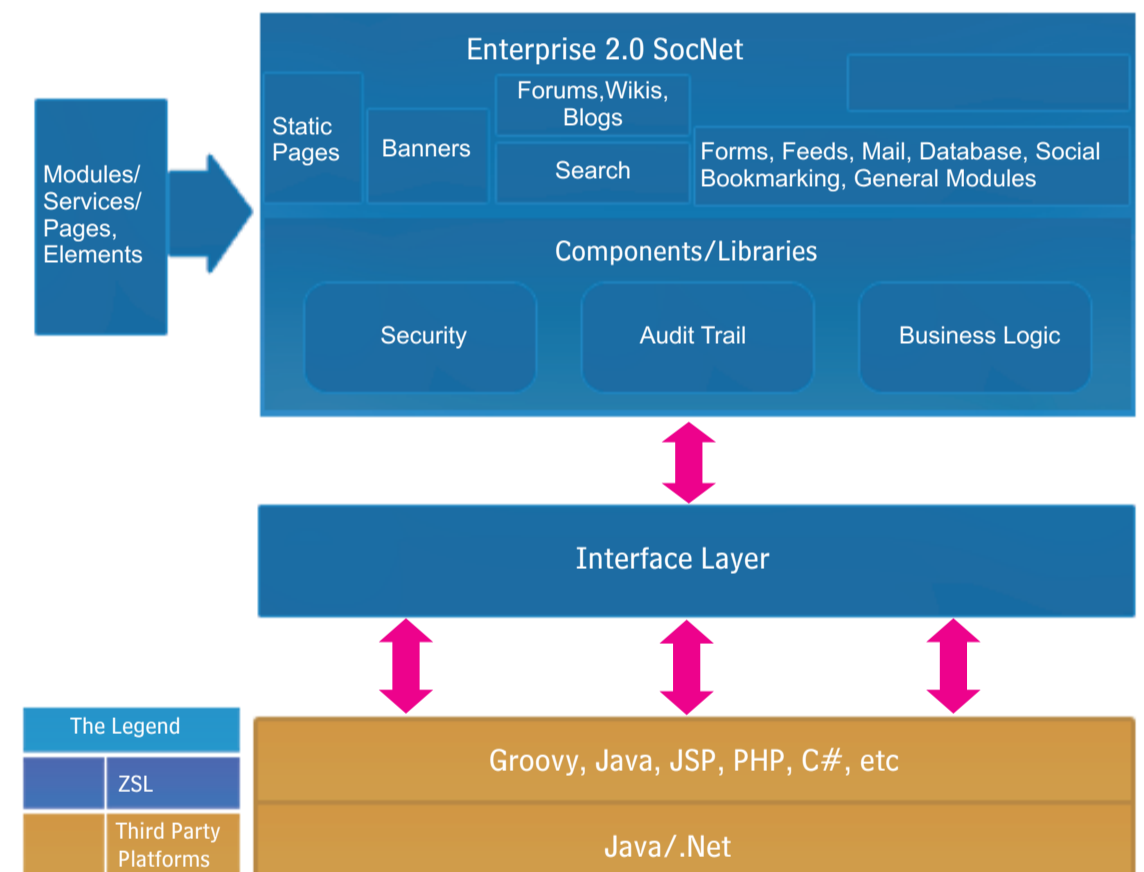 Enterprise 2.0 SocNet
Modules/
Services/
Pages,
Elements
Static
Pages
Banners
Forums,Wikis,
Blogs
Search
Forms, Feeds, Mail, Database, Social
Bookmarking, General Modules
Components/Libraries
Security
Audit Trail
Business Logic
Interface Layer
Groovy, Java, JSP, PHP, C#, etc
Java/.Net
The Legend
ZSL
Third Party
Platforms